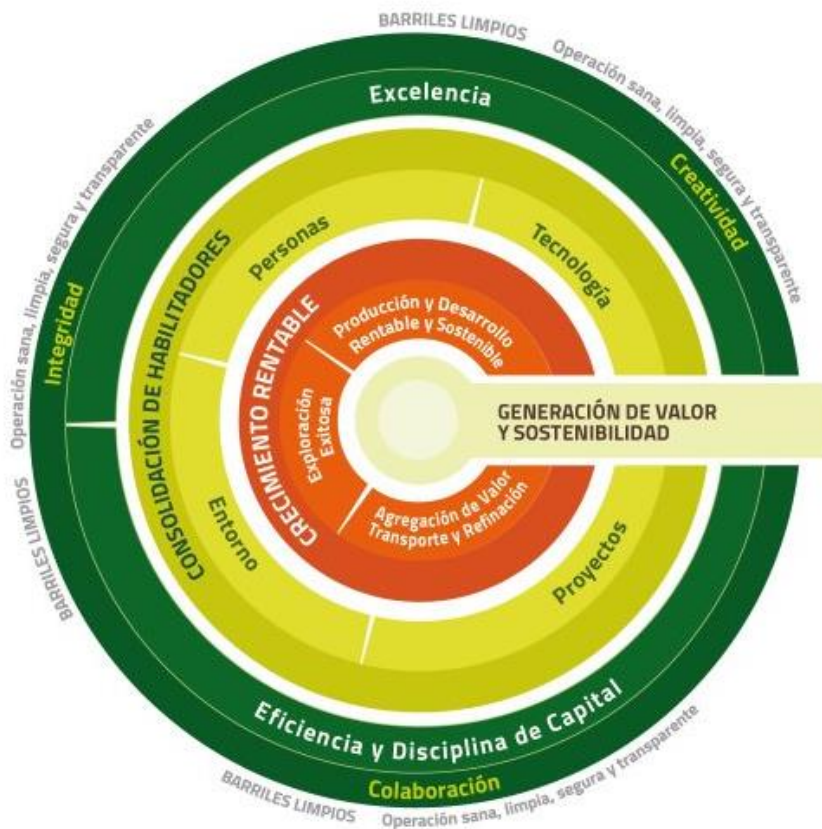 BARRILES LIMPIOS
Operación sana, limpia, segura y transparente
Operación sana, limpia, segura y transparente
Excelencia
Creatividad
Integridad
CONSOLIDACIÓN DE HABILITADORES
Personas
Tecnología
CRECIMIENTO RENTABLE
Producción y Desarrollo
Rentable y Sostenible
Exploración
Exitosa
GENERACIÓN DE VALOR
Y SOSTENIBILIDAD
Agregación de Valor
Transporte y Refinación
Entorno
Proyectos
BARRILES LIMPIOS
Eficiencia y Disciplina de Capital
Colaboración
BARRILES LIMPIOS
Operación sana, limpia, segura y transparente